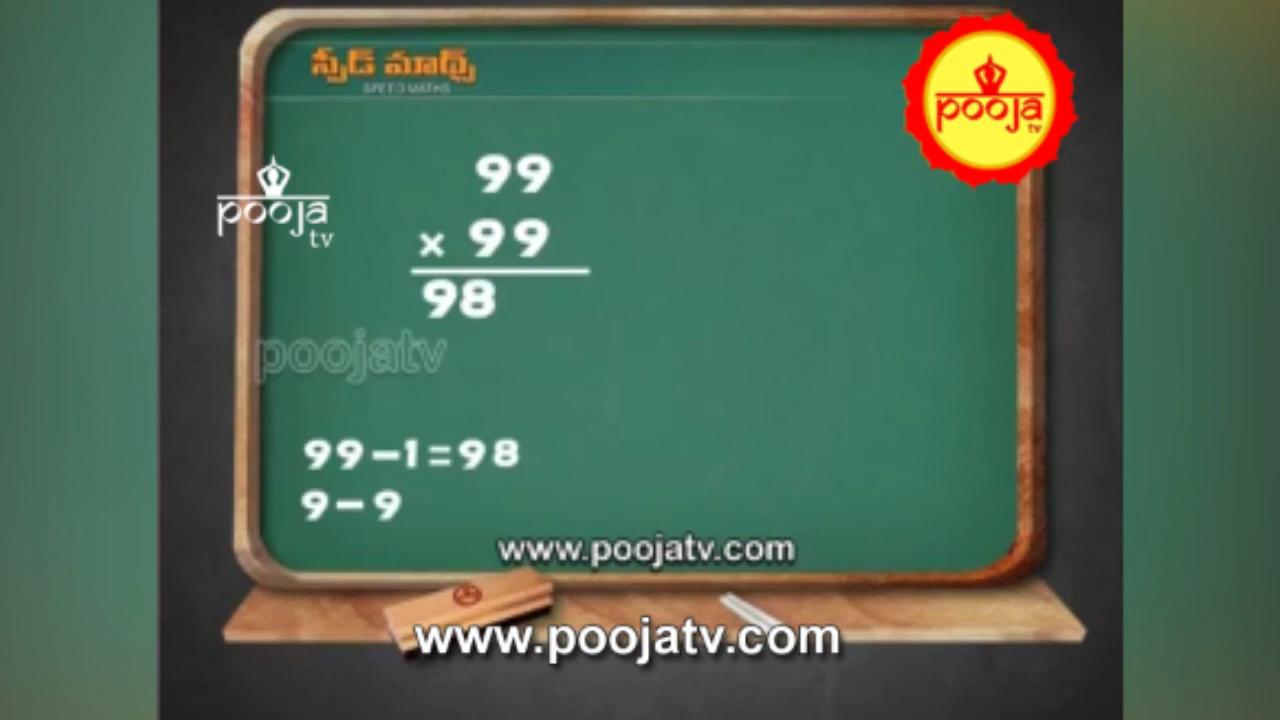 స్పీడ్ మాథ్స్
SPEED MATHS
pooja
tv
pooja
tv
99
× 99
98
poojatv
99-1=98
9-9
www.poojatv.com
www.poojatv.com